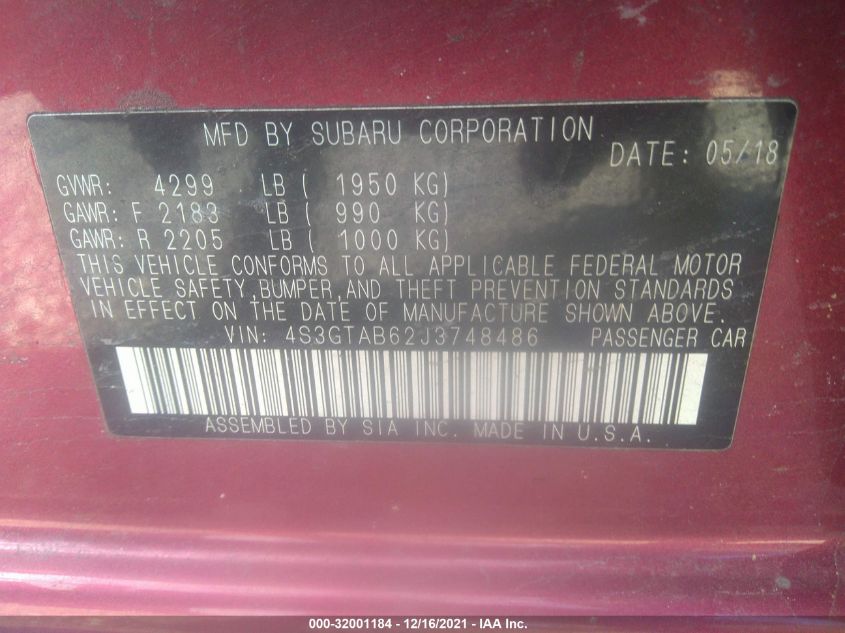 MFD BY SUBARU CORPORATION
DATE: 05/18
GVWR: 4299 LB ( 1950 KG)
GAWR: F 2183 LB ( 990 KG)
GAWR: R 2205 LB ( 1000 KG)
THIS VEHICLE CONFORMS TO ALL APPLICABLE FEDERAL MOTOR
VEHICLE SAFETY,BUMPER,AND THEFT PREVENTION STANDARDS
IN EFFECT ON THE DATE OF MANUFACTURE SHOWN ABOVE.
VIN: 4S3GTAB62J3748486 PASSENGER CAR
ASSEMBLED BY SIA INC. MADE IN U.S.A.
000-32001184 - 12/16/2021 - IAA Inc.